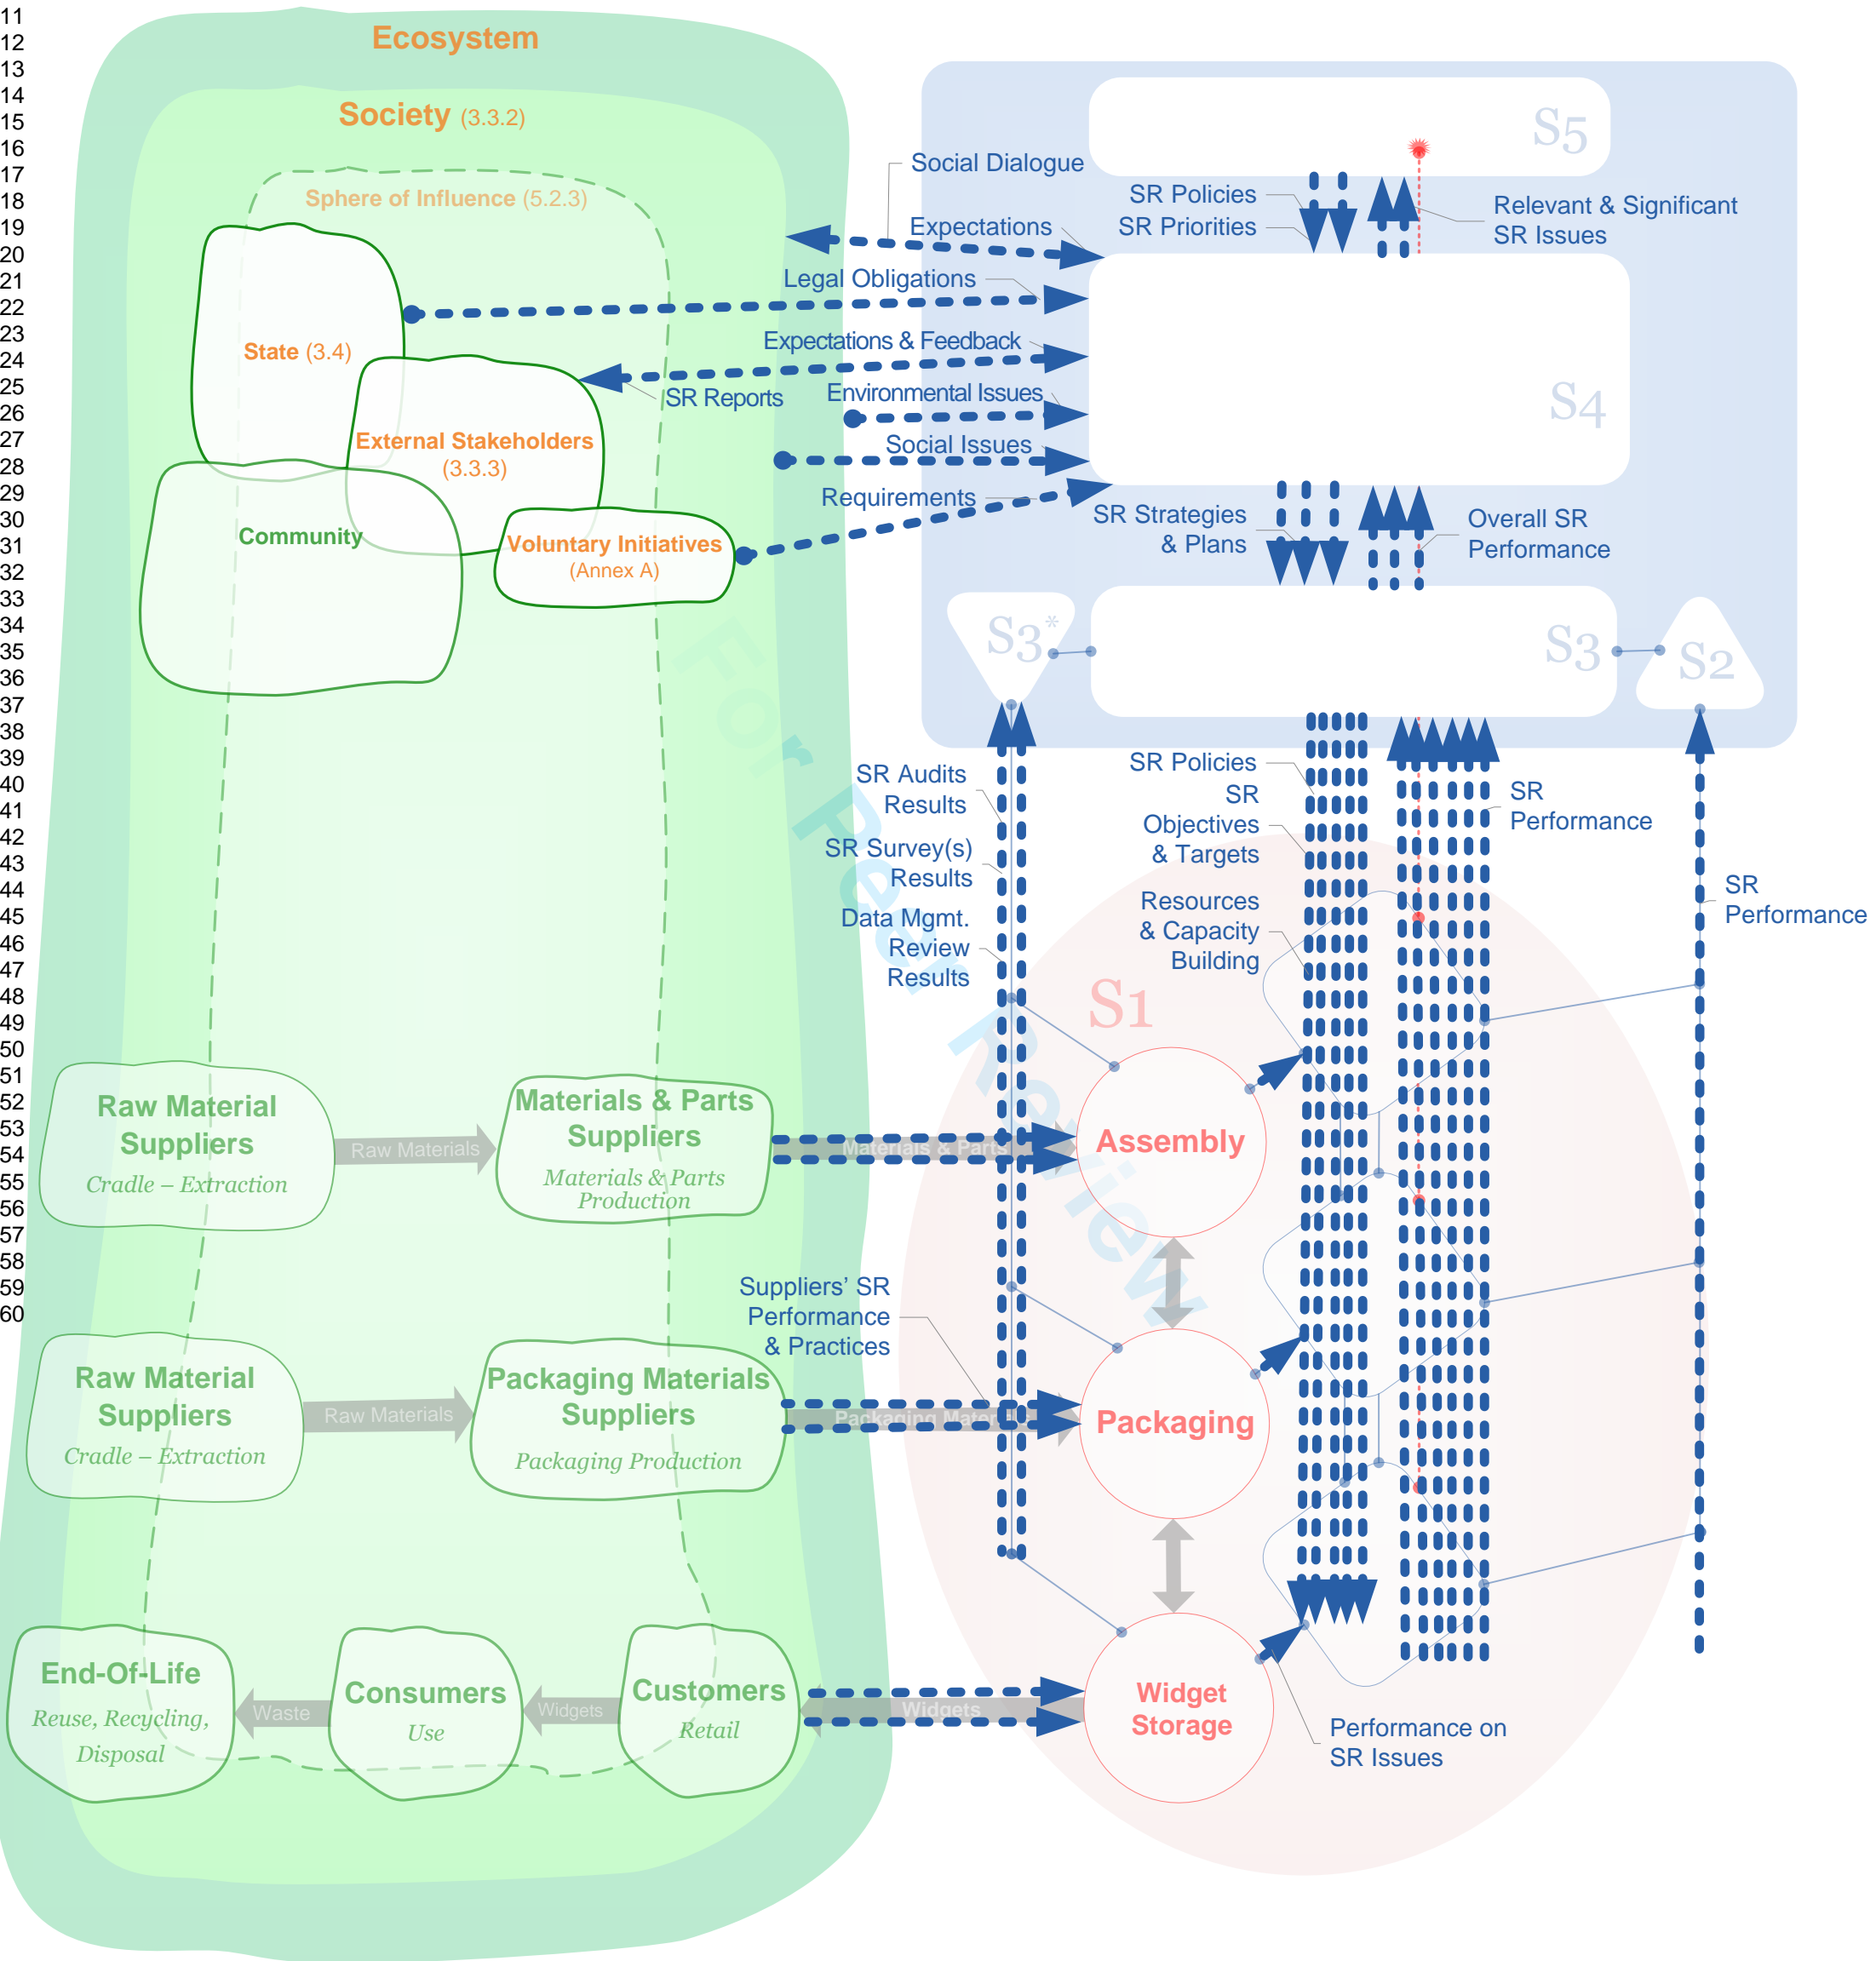 11
12
13
14
15
16
17
18
19
20
21
22
23
24
25
26
27
28
29
30
31
32
33
34
35
36
37
38
39
40
41
42
43
44
45
46
47
48
49
50
51
52
53
54
55
56
57
58
59
60
Ecosystem
Society (3.3.2)
Sphere of Influence (5.2.3)
State (3.4)
External Stakeholders
(3.3.3)
Community
Voluntary Initiatives
(Annex A)
Social Dialogue
Expectations
Legal Obligations
Expectations & Feedback
SR Reports
Environmental Issues
Social Issues
Requirements
S5
SR Policies
SR Priorities
Relevant & Significant
SR Issues
S4
SR Strategies
& Plans
Overall SR
Performance
S3*
S3
S2
SR Audits
Results
SR Survey(s)
Results
Data Mgmt.
Review
Results
SR Policies
SR
Objectives
& Targets
Resources
& Capacity
Building
SR
Performance
SR
Performance
For Peer Review
S1
Raw Material
Suppliers
Cradle – Extraction
Raw Materials
Materials & Parts
Suppliers
Materials & Parts
Production
Materials & Parts
Assembly
Suppliers' SR
Performance
& Practices
Raw Material
Suppliers
Cradle – Extraction
Raw Materials
Packaging Materials
Suppliers
Packaging Production
Packaging Materials
Packaging
End-Of-Life
Reuse, Recycling,
Disposal
Waste
Consumers
Use
Widgets
Customers
Retail
Widgets
Widget
Storage
Performance on
SR Issues